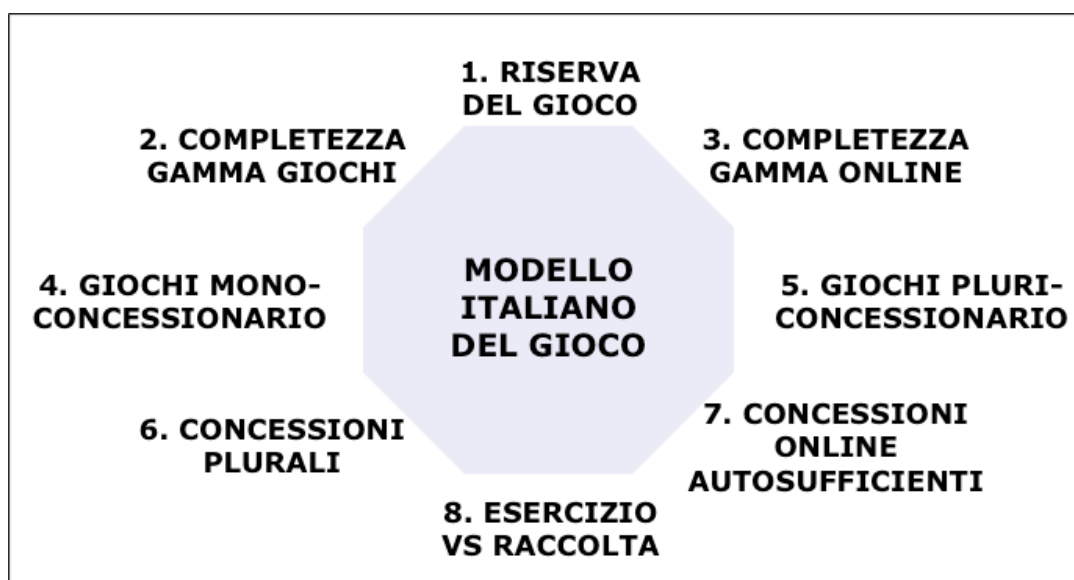 1. RISERVA
DEL GIOCO
2. COMPLETEZZA
GAMMA GIOCHI
3. COMPLETEZZA
GAMMA ONLINE
4. GIOCHI MONO-
CONCESSIONARIO
MODELLO
ITALIANO
DEL GIOCO
5. GIOCHI PLURI-
CONCESSIONARIO
6. CONCESSIONI
PLURALI
7. CONCESSIONI
ONLINE
AUTOSUFFICIENTI
8. ESERCIZIO
VS RACCOLTA